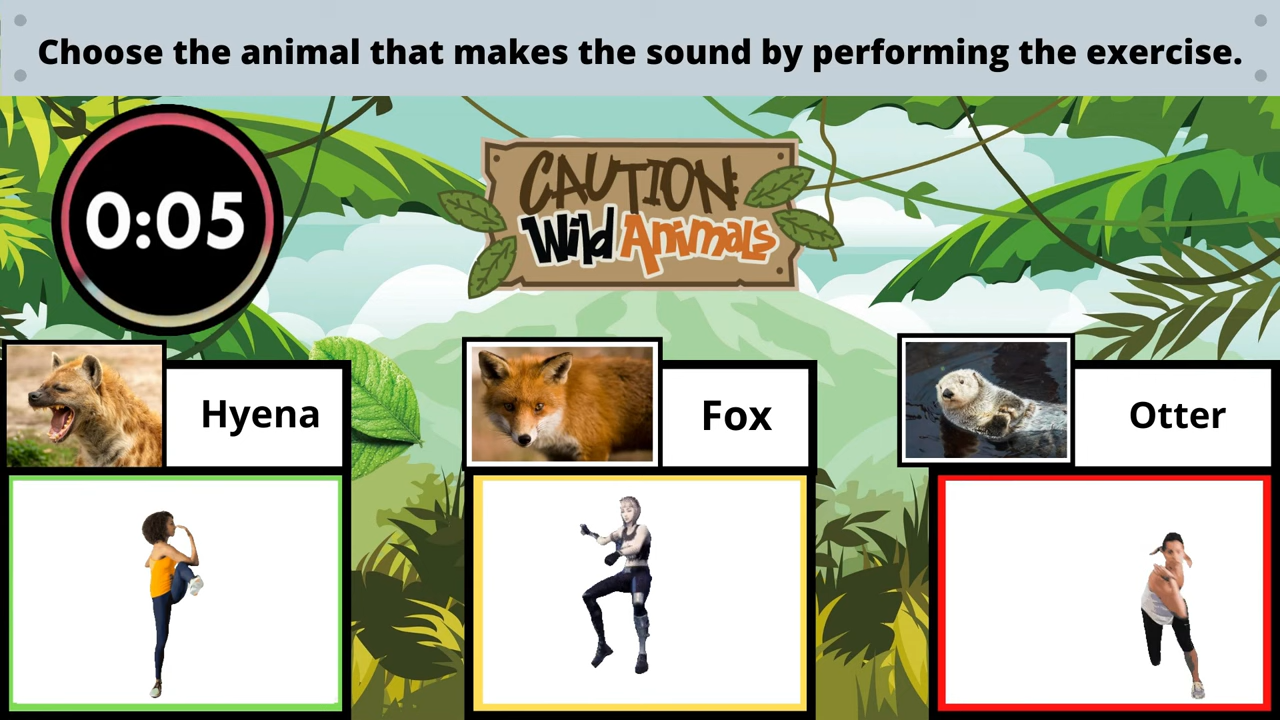 Choose the animal that makes the sound by performing the exercise.
0:05
CAUTION:
Wild Animals
Hyena
Fox
Otter